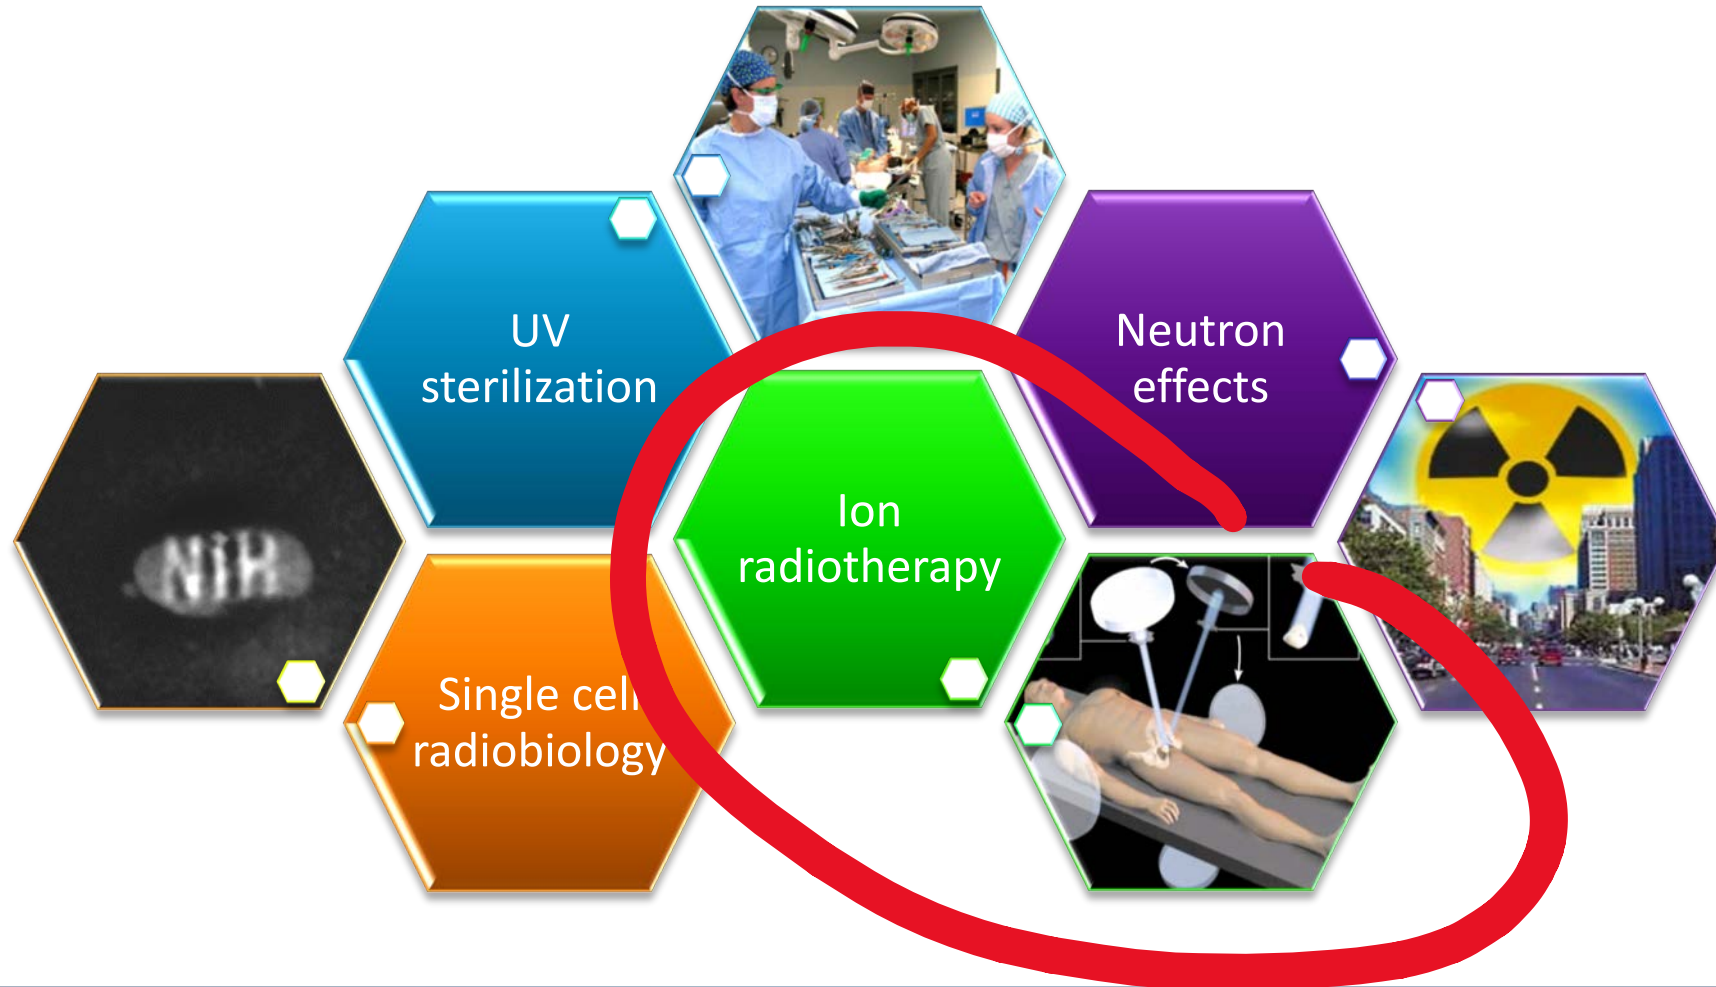 UV
sterilization
Neutron
effects
Ion
radiotherapy
NIH
Single cell
radiobiology